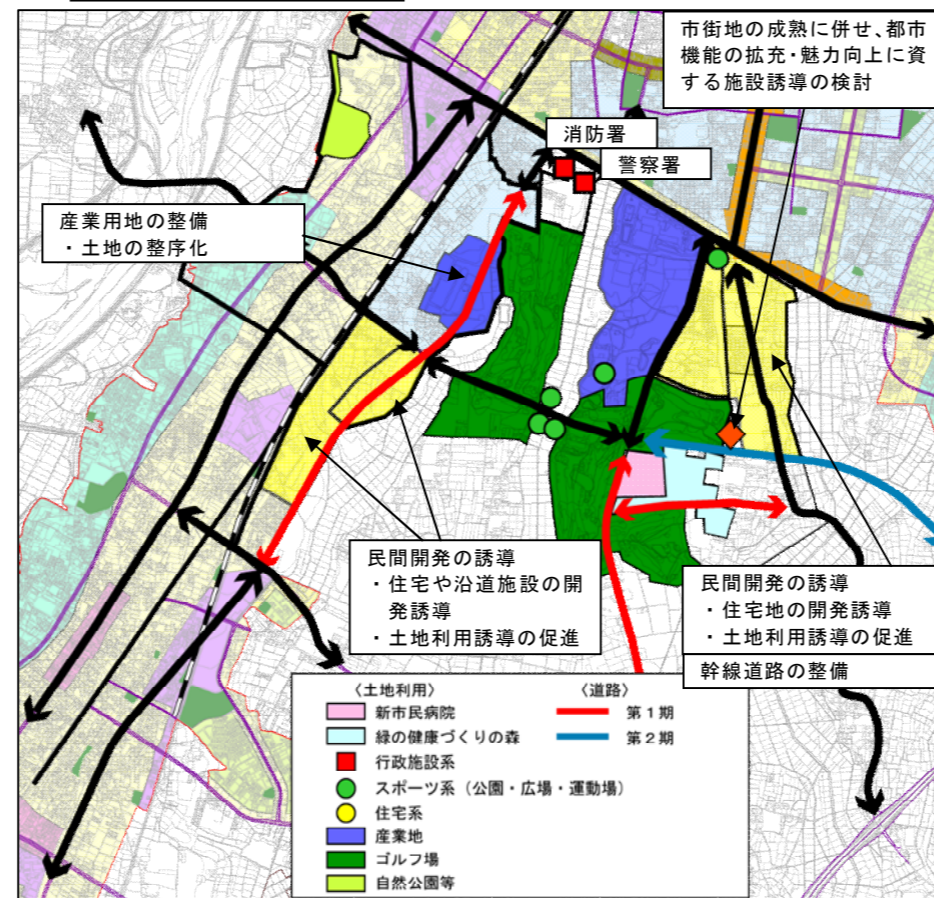 市街地の成熟に併せ、都市
機能の拡充・魅力向上に資
する施設誘導の検討
消防署
警察署
産業用地の整備
・土地の整序化
民間開発の誘導
・住宅や沿道施設の開
発誘導
・土地利用誘導の促進
民間開発の誘導
・住宅地の開発誘導
・土地利用誘導の促進
幹線道路の整備
〈土地利用〉
新市民病院
緑の健康づくりの森
行政施設系
スポーツ系（公園・広場・運動場）
住宅系
産業地
ゴルフ場
自然公園等
〈道路〉
第１期
第２期